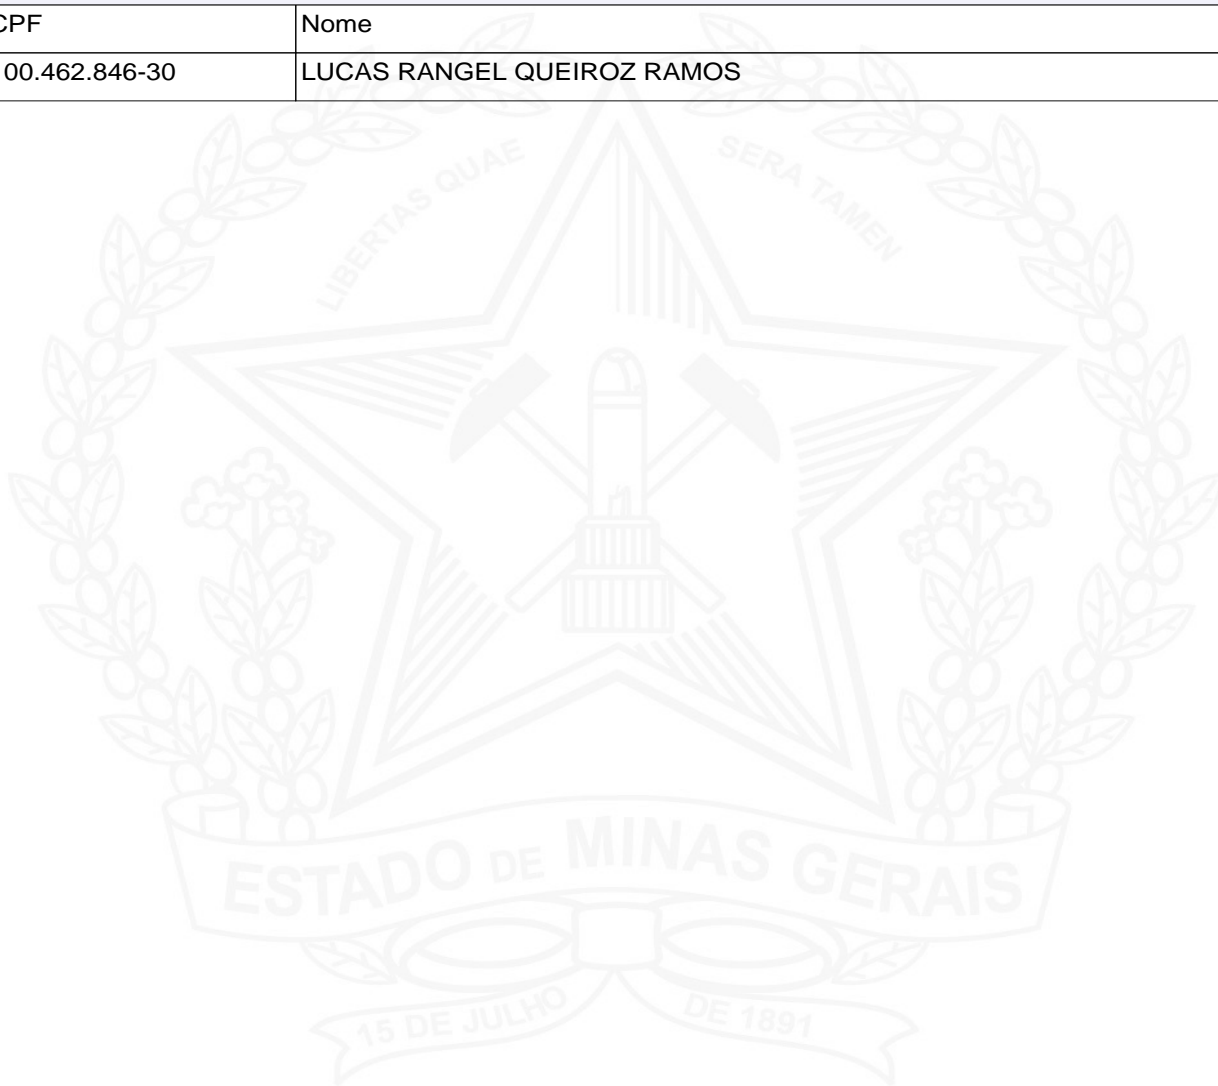 CPF Nome
00.462.846-30 LUCAS RANGEL QUEIROZ RAMOS
LIBERTAS QUAE SERA TAMEN
ESTADO DE MINAS GERAIS
15 DE JULHO DE 1891